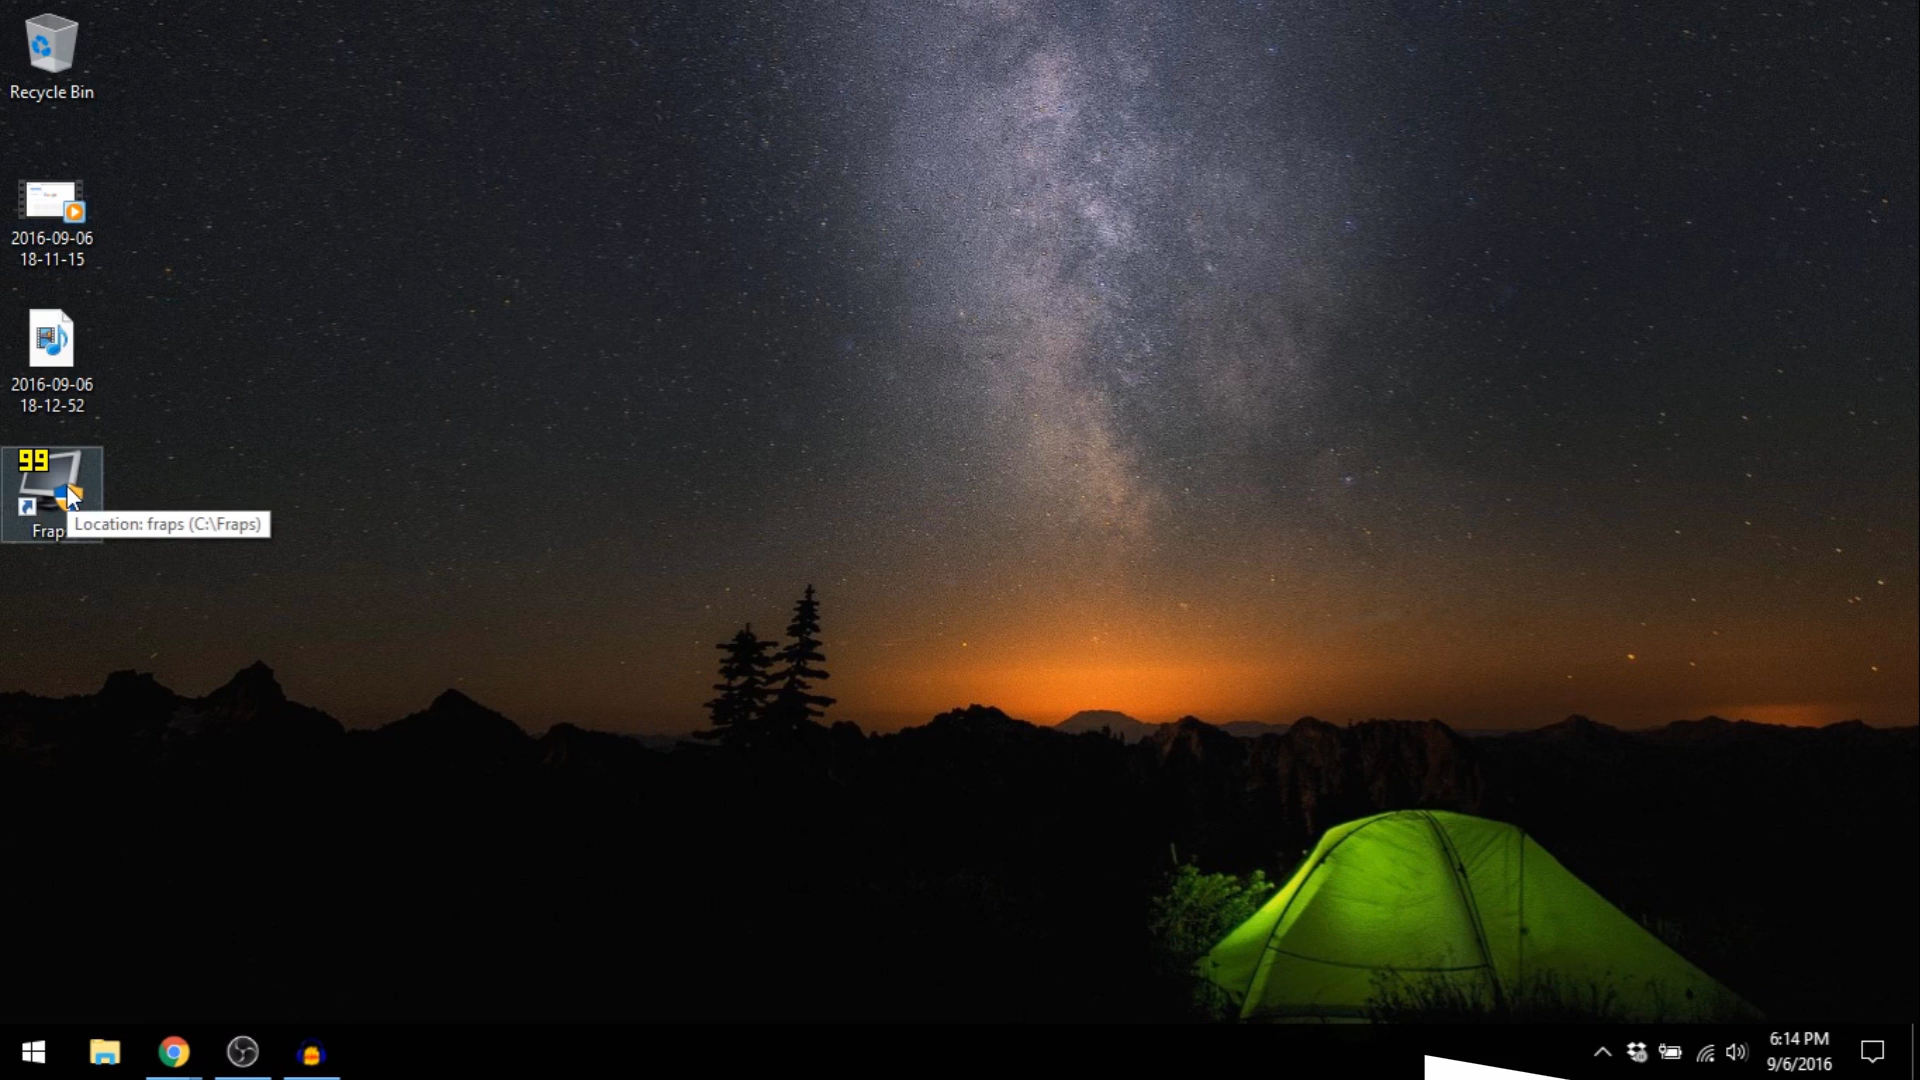 Recycle Bin
2016-09-06
18-11-15
2016-09-06
18-12-52
99
Frap
Location: fraps (C:\Fraps)
6:14 PM
9/6/2016